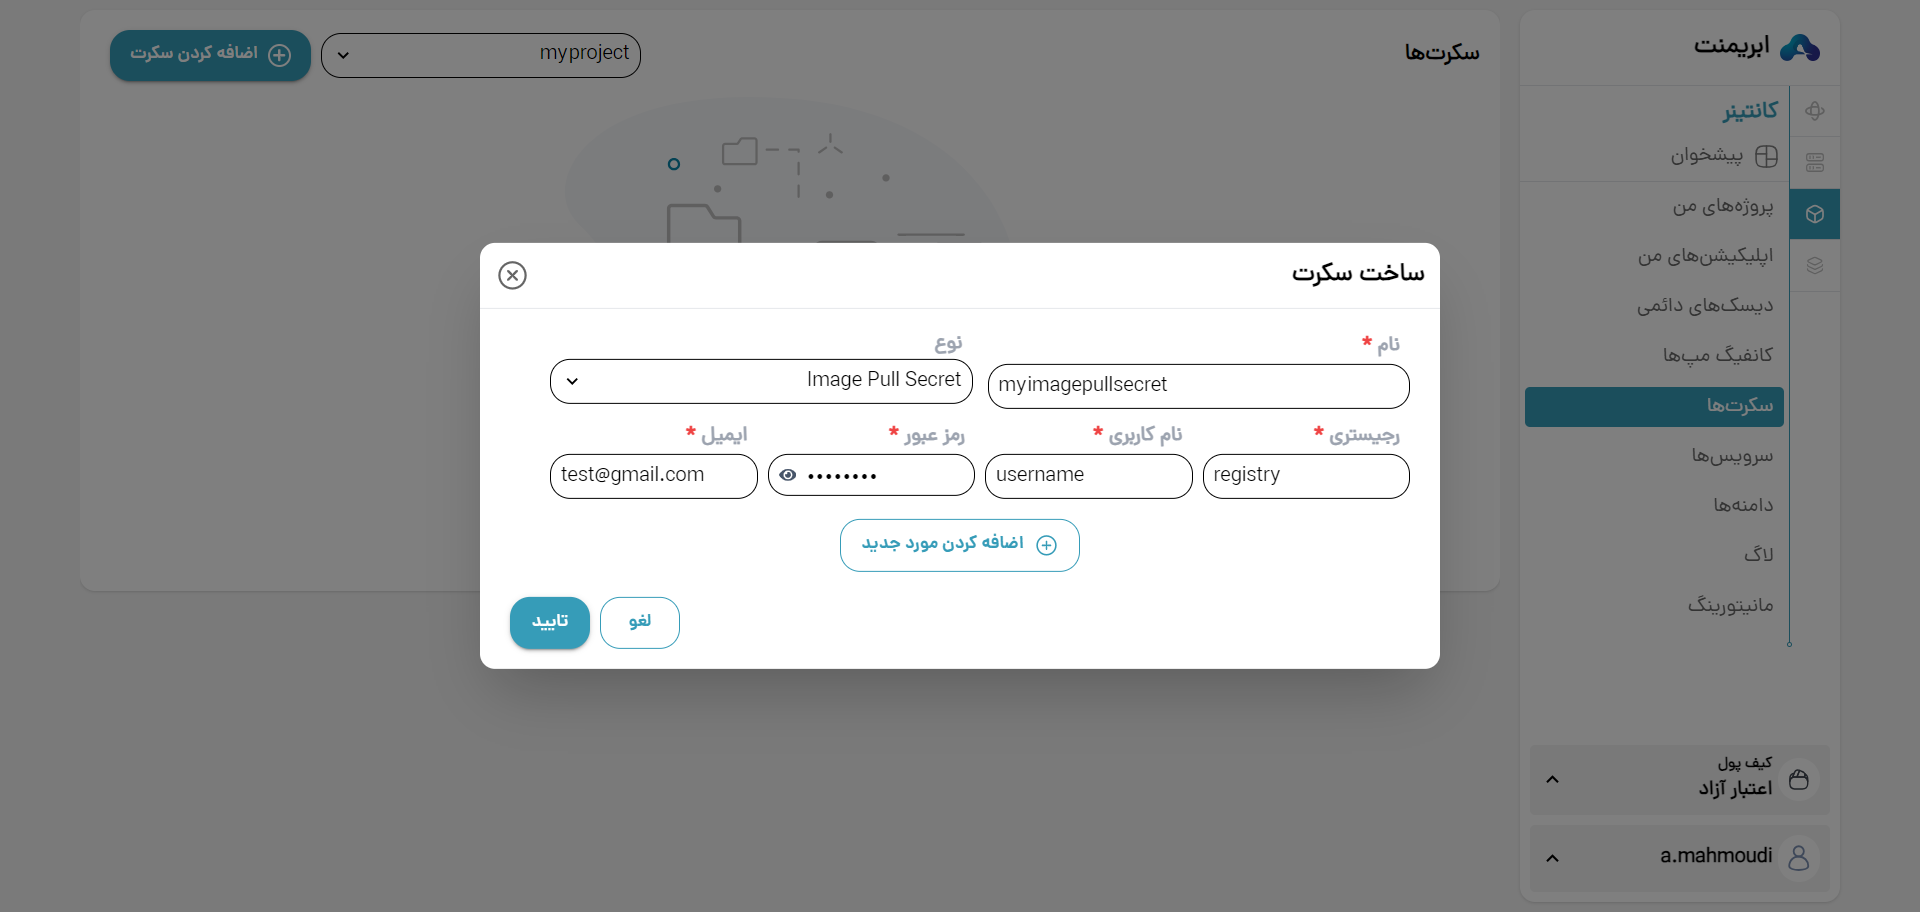 ابریمنت
کانتینر
پیشخوان
پروژه‌های من
اپلیکیشن‌های من
دیسک‌های دائمی
کانفیگ مپ‌ها
سکرت‌ها
سرویس‌ها
دامنه‌ها
لاگ
مانیتورینگ
کیف پول
اعتبار آزاد
a.mahmoudi
سکرت‌ها
myproject
اضافه کردن سکرت
ساخت سکرت
نام *
نوع
myimagepullsecret
Image Pull Secret
رجیستری *
نام کاربری *
رمز عبور *
ایمیل *
registry
username
••••••••
test@gmail.com
اضافه کردن مورد جدید
لغو
تایید